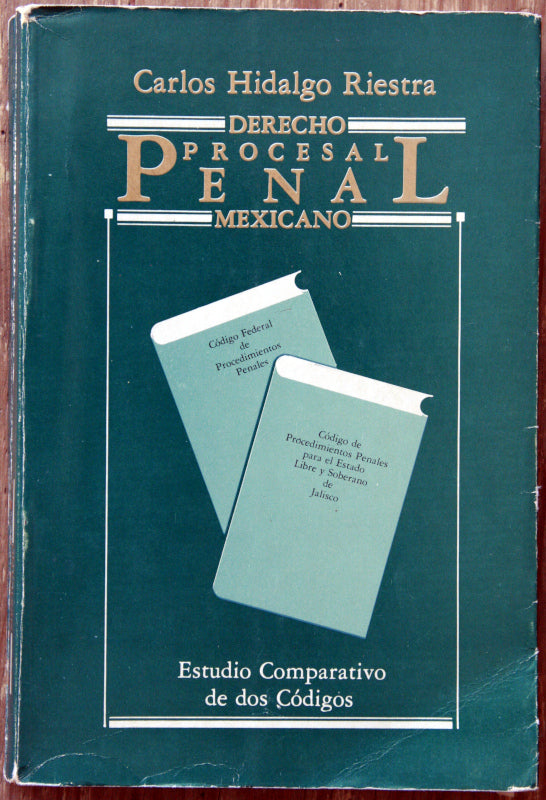 Carlos Hidalgo Riestra
DERECHO
PROCESAL
PENAL
MEXICANO
Código Federal
de
Procedimientos
Penales
Código de
Procedimientos Penales
para el Estado
Libre y Soberano
de
Jalisco
Estudio Comparativo
de dos Códigos